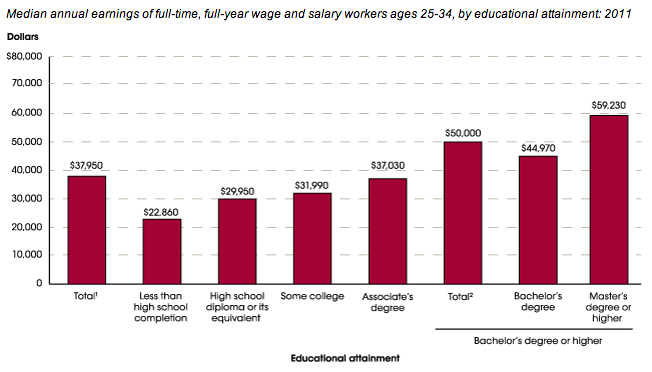 Median annual earnings of full-time, full-year wage and salary workers ages 25-34, by educational attainment: 2011
Dollars
$80,000
70,000
60,000
50,000
40,000
30,000
20,000
10,000
0
$37,950
$22,860
$29,950
$31,990
$37,030
$50,000
$44,970
$59,230
Total¹
Less than
high school
completion
High school
diploma or its
equivalent
Some college
Associate's
degree
Total²
Bachelor's
degree
Master's
degree or
higher
Bachelor's degree or higher
Educational attainment